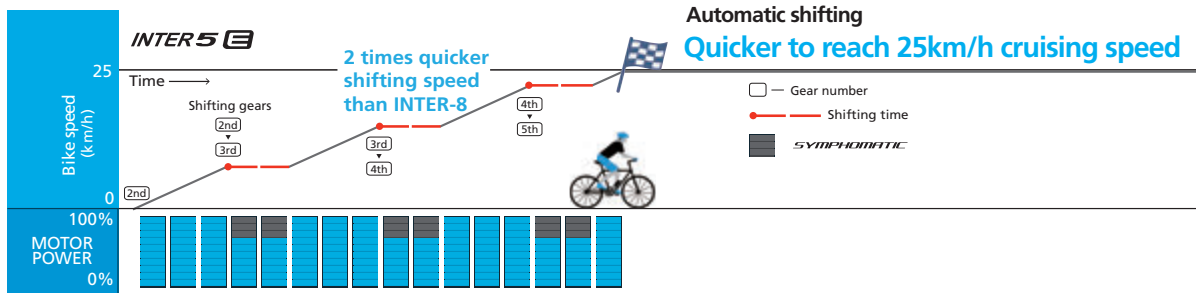 Automatic shifting
Quicker to reach 25km/h cruising speed
INTER 5 E
2 times quicker
shifting speed
than INTER-8
25
Time
Shifting gears
2nd
3rd
3rd
4th
4th
5th
2nd
Gear number
Shifting time
SYMPHOMATIC
Bike speed
(km/h)
0
100%
MOTOR
POWER
0%